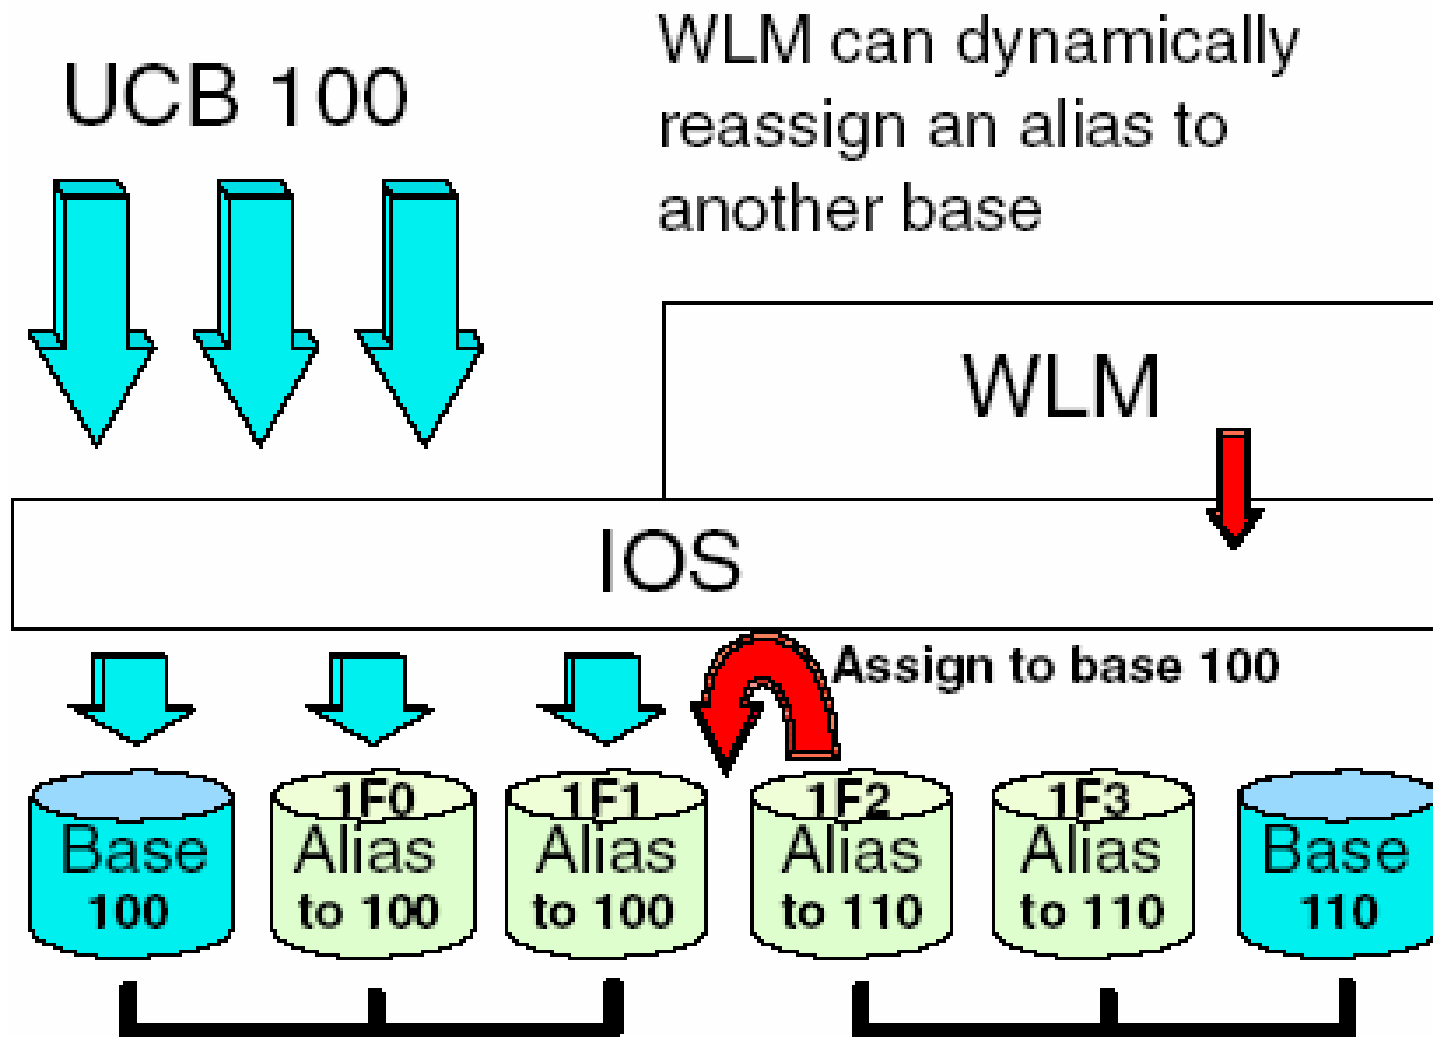 UCB 100
WLM can dynamically
reassign an alias to
another base
WLM
IOS
Assign to base 100
Base
100
1F0
Alias
to 100
1F1
Alias
to 100
1F2
Alias
to 110
1F3
Alias
to 110
Base
110